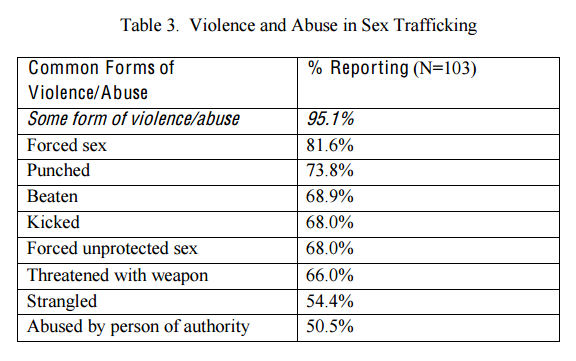 Table 3. Violence and Abuse in Sex Trafficking
Common Forms of Violence/Abuse % Reporting (N=103)
Some form of violence/abuse 95.1%
Forced sex 81.6%
Punched 73.8%
Beaten 68.9%
Kicked 68.0%
Forced unprotected sex 68.0%
Threatened with weapon 66.0%
Strangled 54.4%
Abused by person of authority 50.5%